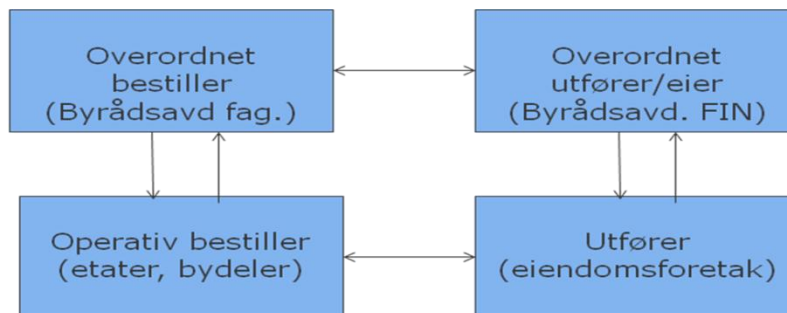 Overordnet
bestiller
(Byrådsavd fag.)
Overordnet
utfører/eier
(Byrådsavd. FIN)
Operativ bestiller
(etater, bydeler)
Utfører
(eiendomsforetak)